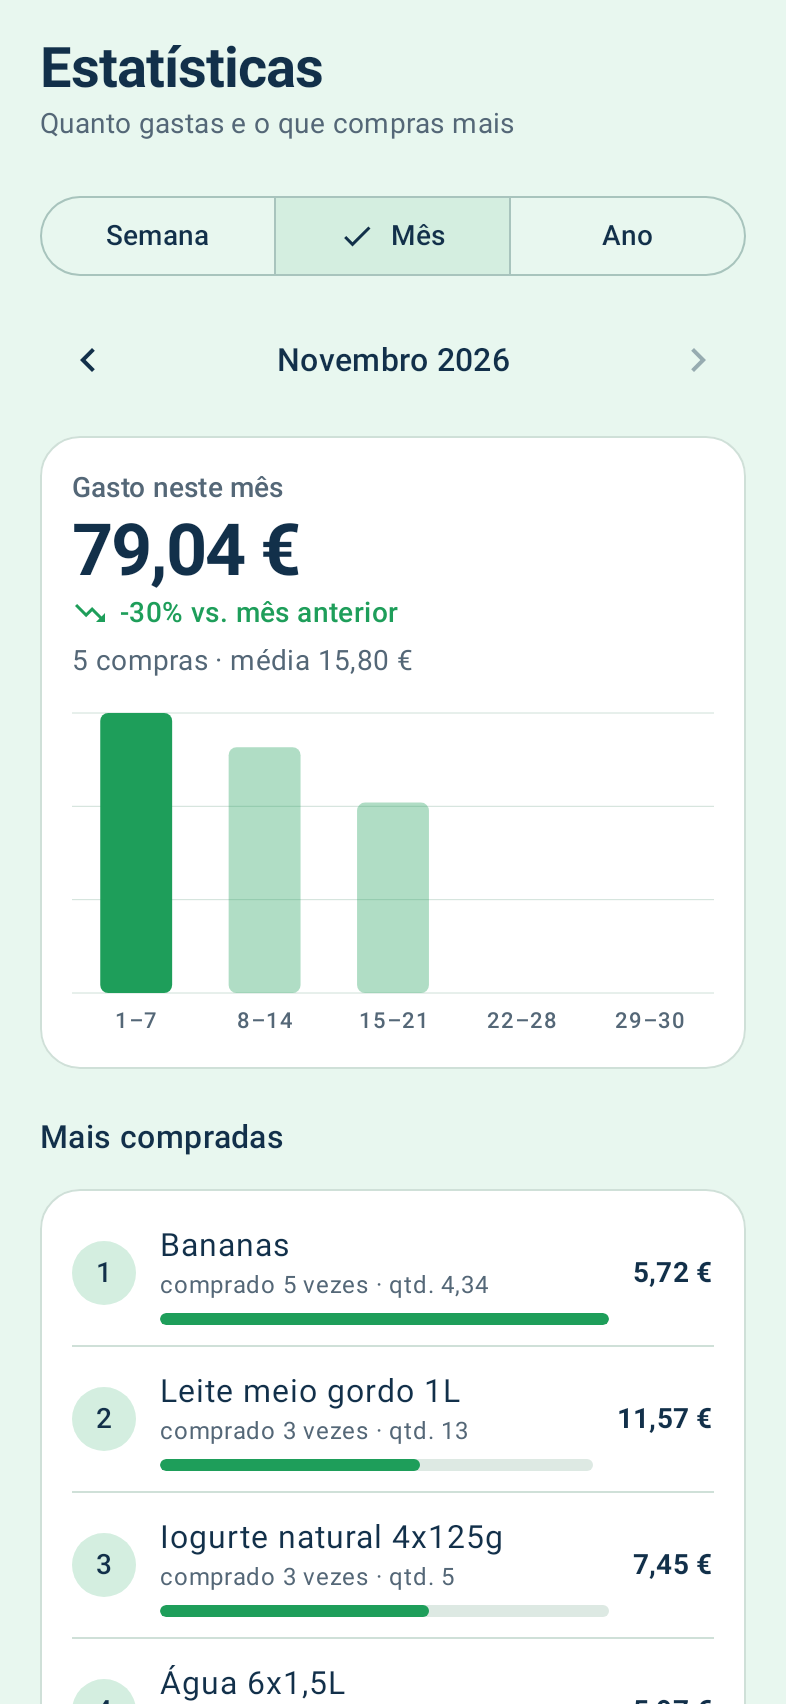 Estatísticas
Quanto gastas e o que compras mais
Semana
Mês
Ano
Novembro 2026
Gasto neste mês
79,04 €
-30% vs. mês anterior
5 compras · média 15,80 €
1–7 8–14 15–21 22–28 29–30
Mais compradas
1
Bananas
comprado 5 vezes · qtd. 4,34
5,72 €
2
Leite meio gordo 1L
comprado 3 vezes · qtd. 13
11,57 €
3
Iogurte natural 4x125g
comprado 3 vezes · qtd. 5
7,45 €
Água 6x1,5L